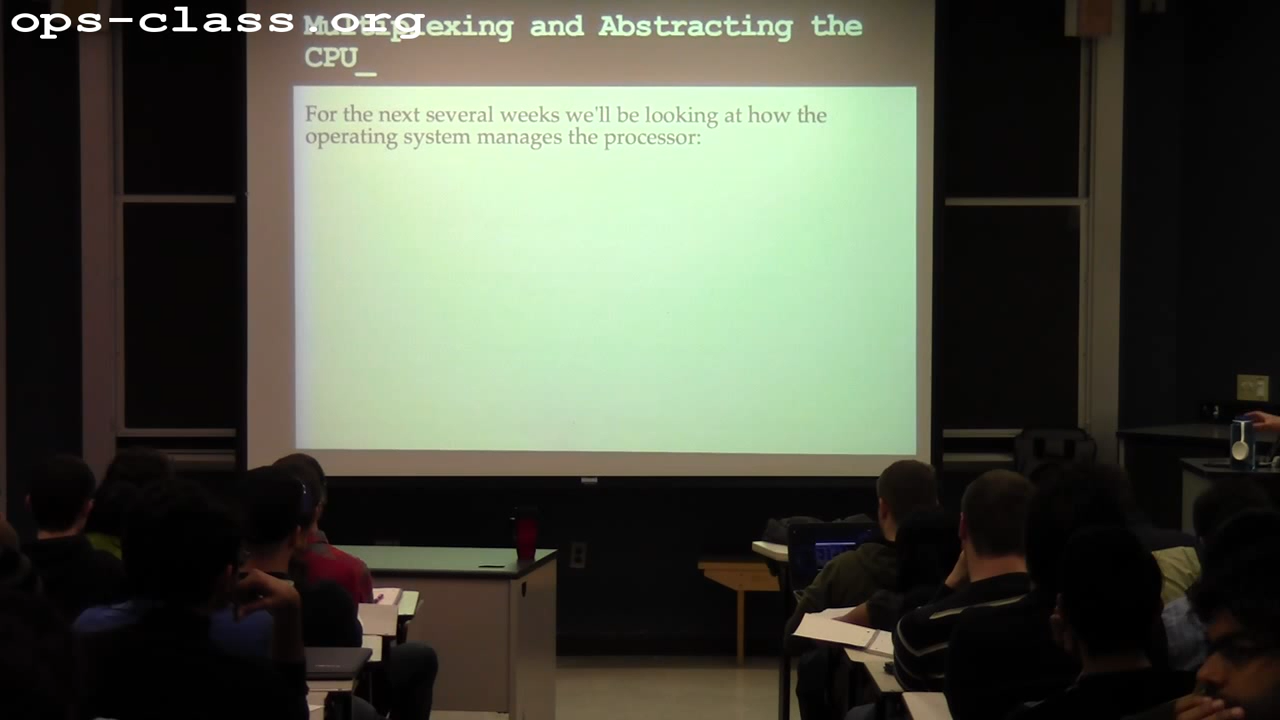 ops-class.org
Multiplexing and Abstracting the
CPU_
For the next several weeks we'll be looking at how the
operating system manages the processor: